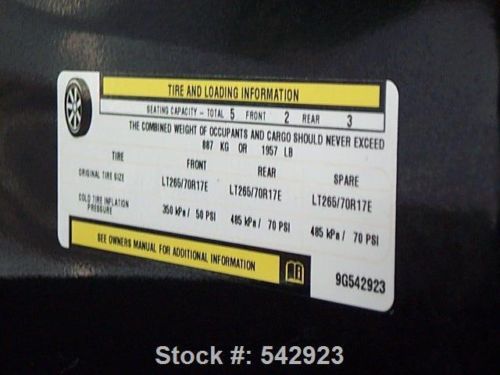 TIRE AND LOADING INFORMATION
SEATING CAPACITY - TOTAL 5 FRONT 2 REAR 3
THE COMBINED WEIGHT OF OCCUPANTS AND CARGO SHOULD NEVER EXCEED
887 KG OR 1957 LB
TIRE FRONT REAR SPARE
ORIGINAL TIRE SIZE LT265/70R17E LT265/70R17E LT265/70R17E
COLD TIRE INFLATION PRESSURE 350 kPa/ 50 PSI 485 kPa/ 70 PSI 485 kPa/ 70 PSI
SEE OWNERS MANUAL FOR ADDITIONAL INFORMATION
9G542923
Stock #: 542923